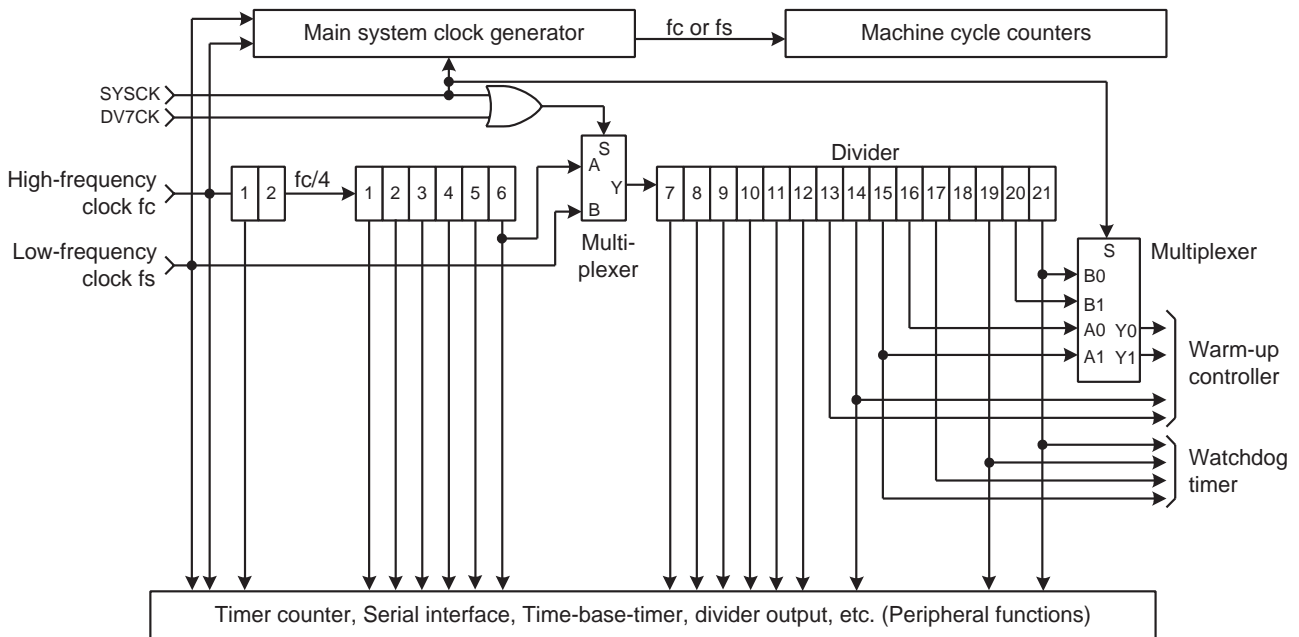 Main system clock generator
fc or fs
Machine cycle counters
SYSCK
DV7CK
High-frequency
clock fc
Low-frequency
clock fs
1 2
fc/4
1 2 3 4 5 6
S
A
Y
B
Multi-
plexer
Divider
7 8 9 10 11 12 13 14 15 16 17 18 19 20 21
S
B0
B1
A0 Y0
A1 Y1
Multiplexer
Warm-up
controller
Watchdog
timer
Timer counter, Serial interface, Time-base-timer, divider output, etc. (Peripheral functions)